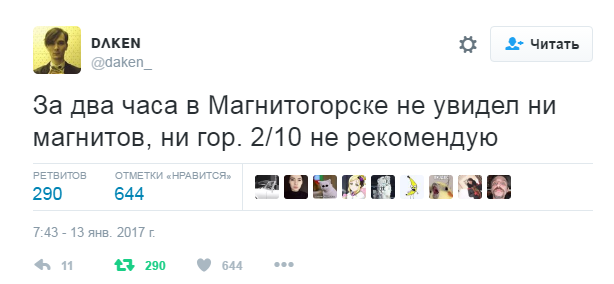 DΛKEN
@daken_
Читать
За два часа в Магнитогорске не увидел ни
магнитов, ни гор. 2/10 не рекомендую
РЕТВИТОВ ОТМЕТКИ «НРАВИТСЯ»
290 644
7:43 - 13 янв. 2017 г.
11 290 644 •••